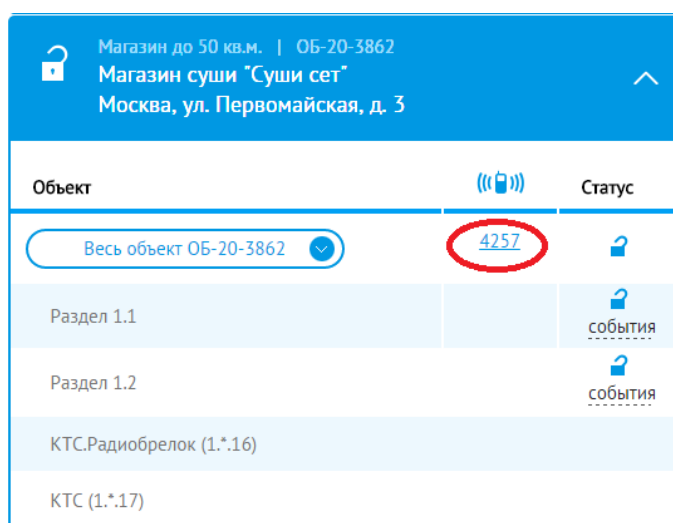 Магазин до 50 кв.м. | ОБ-20-3862
Магазин суши "Суши сет"
Москва, ул. Первомайская, д. 3
Объект Статус
Весь объект ОБ-20-3862 4257
Раздел 1.1 события
Раздел 1.2 события
КТС.Радиобрелок (1.*.16)
КТС (1.*.17)